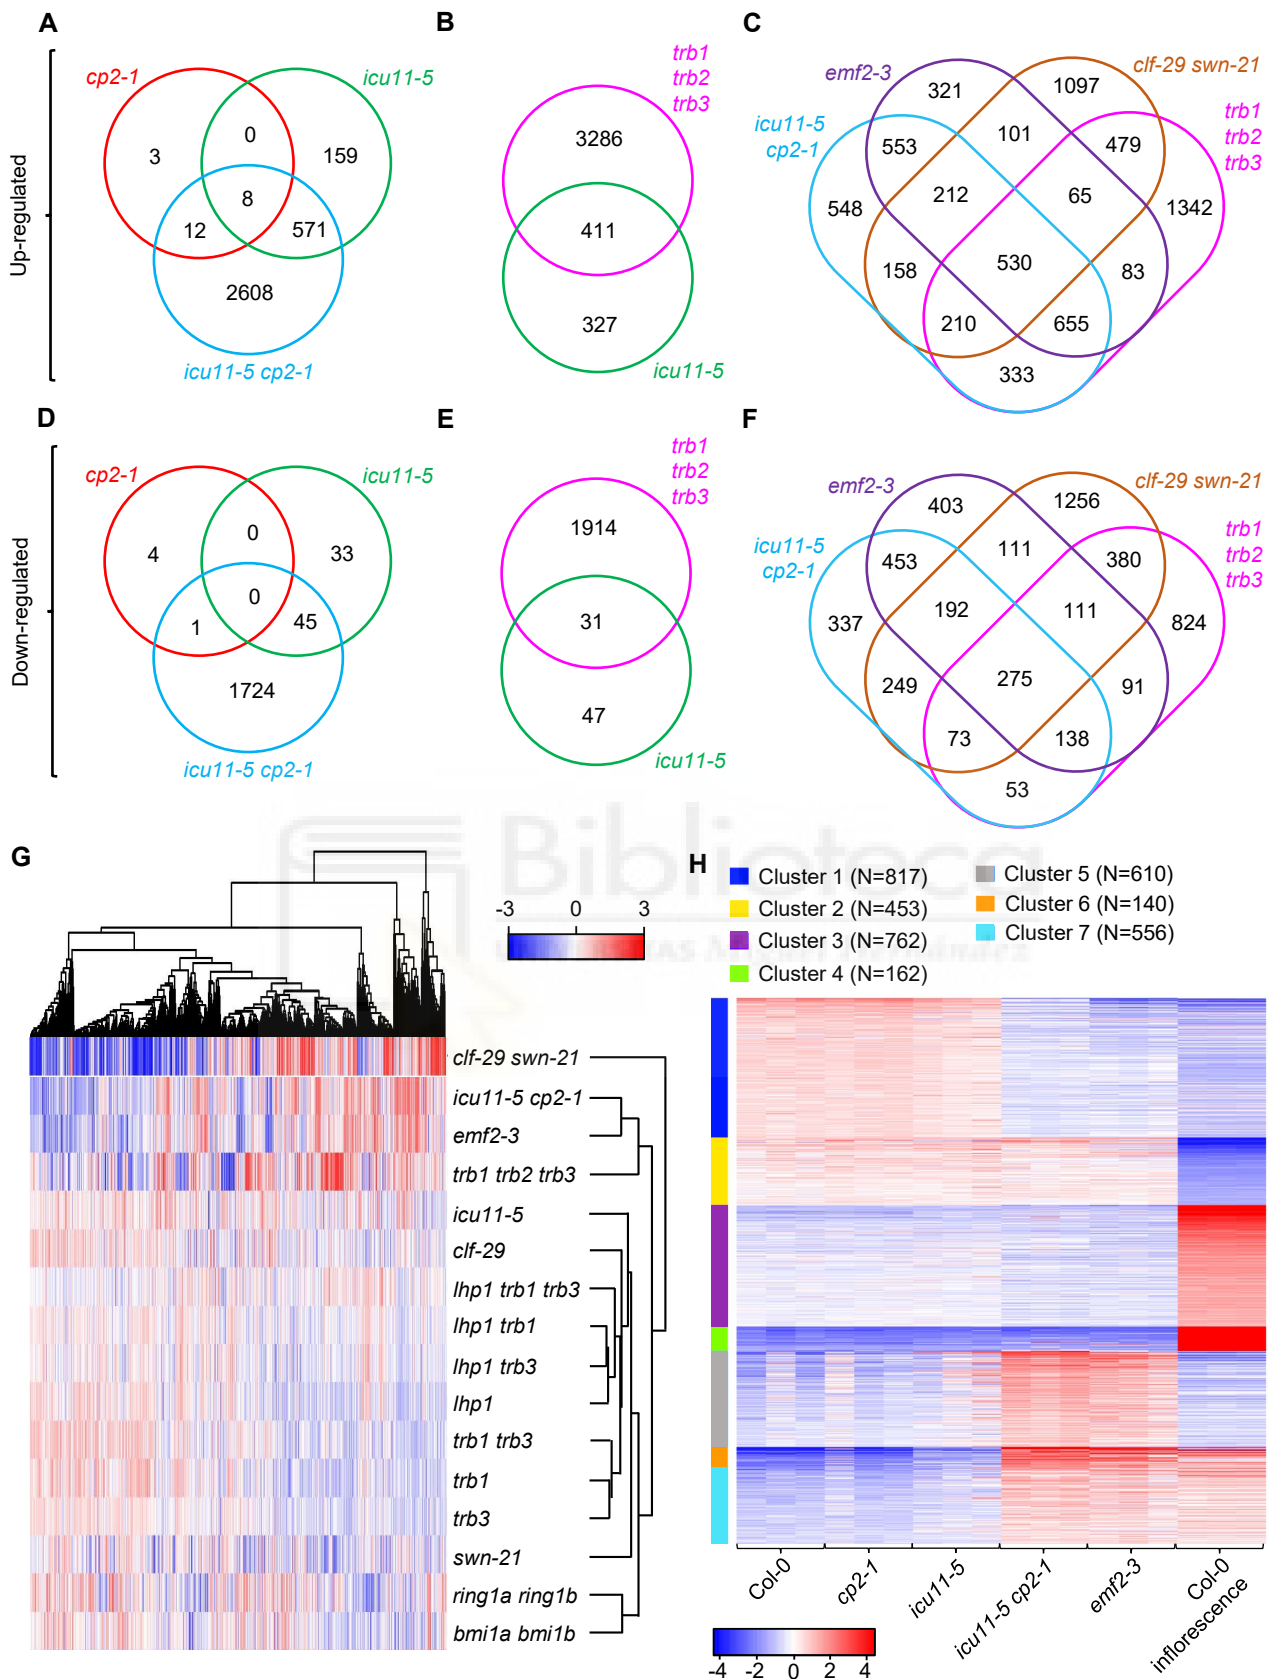 A
Up-regulated
cp2-1
icu11-5
0
3
159
8
12
571
2608
icu11-5 cp2-1
B
trb1
trb2
trb3
3286
411
327
icu11-5
C
emf2-3
clf-29 swn-21
icu11-5
cp2-1
trb1
trb2
trb3
321
1097
553
101
479
548
212
65
1342
158
530
83
210
655
333
D
Down-regulated
cp2-1
icu11-5
0
4
33
0
1
45
1724
icu11-5 cp2-1
E
trb1
trb2
trb3
1914
31
47
icu11-5
F
emf2-3
clf-29 swn-21
icu11-5
cp2-1
trb1
trb2
trb3
403
1256
453
111
380
337
192
111
824
249
275
91
73
138
53
Biblioteca
G
-3 0 3
clf-29 swn-21
icu11-5 cp2-1
emf2-3
trb1 trb2 trb3
icu11-5
clf-29
lhp1 trb1 trb3
lhp1 trb1
lhp1 trb3
lhp1
trb1 trb3
trb1
trb3
swn-21
ring1a ring1b
bmi1a bmi1b
H
Cluster 1 (N=817)
Cluster 2 (N=453)
Cluster 3 (N=762)
Cluster 4 (N=162)
Cluster 5 (N=610)
Cluster 6 (N=140)
Cluster 7 (N=556)
Col-0
cp2-1
icu11-5
icu11-5 cp2-1
emf2-3
Col-0
inflorescence
-4 -2 0 2 4